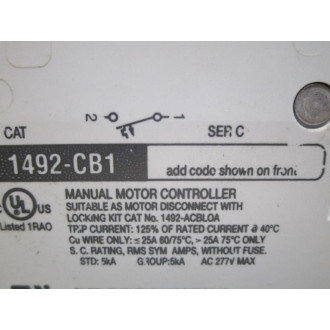 2 1
CAT SER C
1492-CB1 add code shown on front
MANUAL MOTOR CONTROLLER
SUITABLE AS MOTOR DISCONNECT WITH
LOCKING KIT CAT No. 1492-ACBLOA
TRIP CURRENT: 125% OF RATED CURRENT @ 40°C
Cu WIRE ONLY: ≤ 25A 60/75°C, > 25A 75°C ONLY
S. C. RATING, RMS SYM AMPS, WITHOUT FUSE.
STD: 5kA GROUP:5kA AC 277V MAX
c UL US
Listed 1RAO